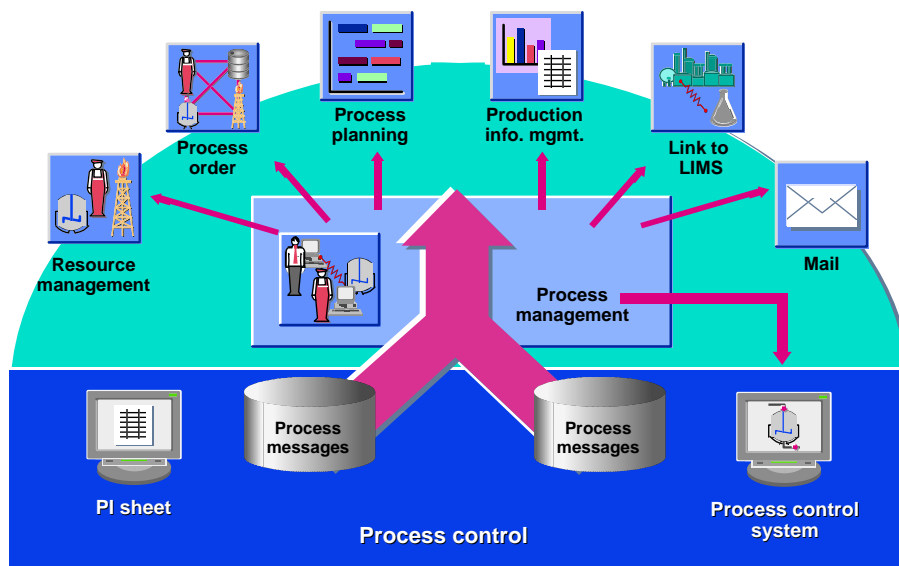 Process
planning
Production
info. mgmt.
Process
order
Link to
LIMS
Resource
management
Mail
Process
management
Process
messages
Process
messages
PI sheet
Process control
system
Process control